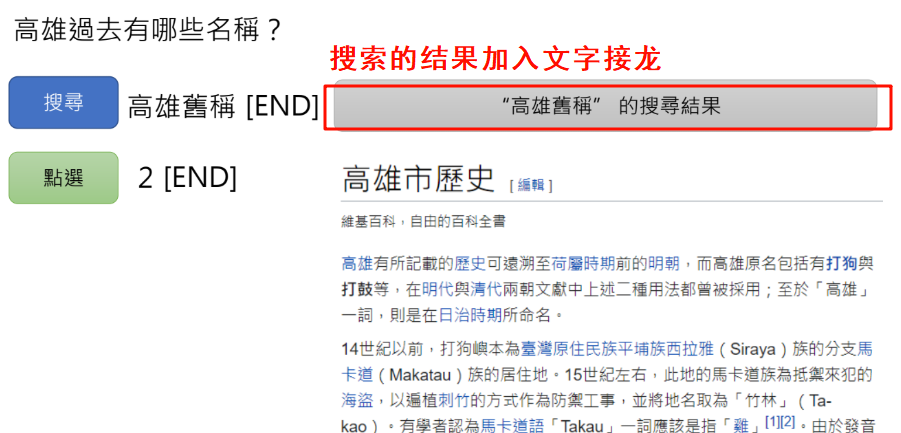 高雄過去有哪些名稱？
搜索的结果加入文字接龙
搜尋 高雄舊稱 [END] “高雄舊稱” 的搜尋結果
點選 2 [END]
高雄市歷史 [ 編輯 ]
維基百科，自由的百科全書
高雄有所記載的歷史可遠溯至荷屬時期前的明朝，而高雄原名包括有打狗與
打鼓等，在明代與清代兩朝文獻中上述二種用法都曾被採用；至於「高雄」
一詞，則是在日治時期所命名。
14世紀以前，打狗嶼本為臺灣原住民族平埔族西拉雅（Siraya）族的分支馬
卡道（Makatau）族的居住地。15世紀左右，此地的馬卡道族為抵禦來犯的
海盜，以遍植刺竹的方式作為防禦工事，並將地名取為「竹林」（Ta-
kao）。有學者認為馬卡道語「Takau」一詞應該是指「雞」[1][2]。由於發音